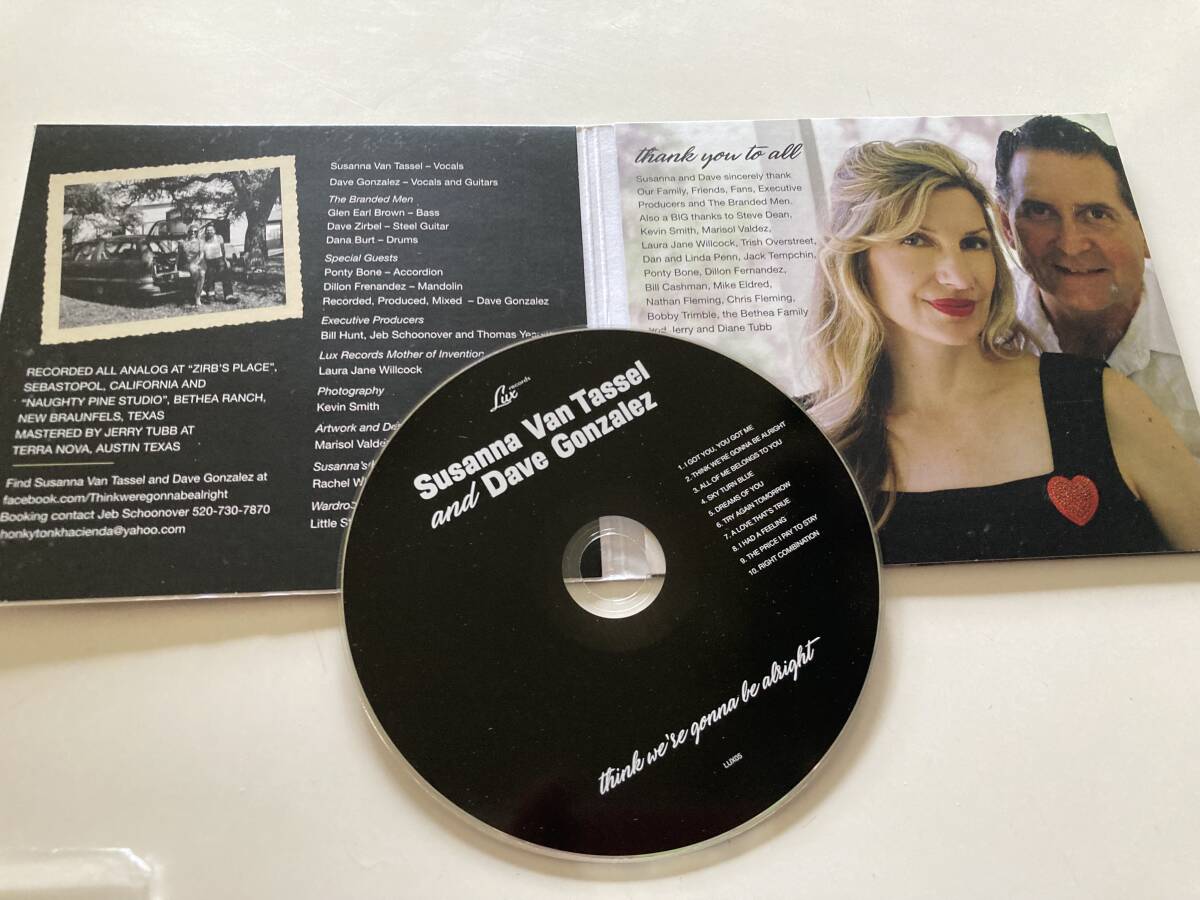 Susanna Van Tassel – Vocals
Dave Gonzalez – Vocals and Guitars
The Branded Men
Glen Earl Brown – Bass
Dave Zirbel – Steel Guitar
Dana Burt – Drums
Special Guests
Ponty Bone – Accordion
Dillon Frenandez – Mandolin
Recorded, Produced, Mixed – Dave Gonzalez
Executive Producers
Bill Hunt, Jeb Schoonover and Thomas
Lux Records Mother of Invention
Laura Jane Willcock
Photography
Kevin Smith
Artwork and
Marisol
Susanna's
Rachel
Little
RECORDED ALL ANALOG AT “ZIRB'S PLACE”,
SEBASTOPOL, CALIFORNIA AND
“NAUGHTY PINE STUDIO”, BETHEA RANCH,
NEW BRAUNFELS, TEXAS
MASTERED BY JERRY TUBB AT
TERRA NOVA, AUSTIN TEXAS
Find Susanna Van Tassel and Dave Gonzalez at
facebook.com/Thinkweregonnabealright
Booking contact Jeb Schoonover 520-730-7870
honkytonkhacienda@yahoo.com
thank you to all
Susanna and Dave sincerely thank
Our Family, Friends, Fans, Executive
Producers and The Branded Men.
Also a BIG thanks to Steve Dean,
Kevin Smith, Marisol Valdez,
Laura Jane Willcock, Trish Overstreet,
Dan and Linda Penn, Jack Tempchin,
Ponty Bone, Dillon Fernandez,
Bill Cashman, Mike Eldred,
Nathan Fleming, Chris Fleming,
Bobby Trimble, the Bethea Family
and Jerry and Diane Tubb
Lux records
Susanna Van Tassel
and Dave Gonzalez
1. I GOT YOU, YOU GOT ME
2. THINK WE'RE GONNA BE ALRIGHT
3. ALL OF ME BELONGS TO YOU
4. SKY TURN BLUE
5. DREAMS OF YOU
6. TRY AGAIN TOMORROW
7. A LOVE THAT'S TRUE
8. I HAD A FEELING
9. THE PRICE I PAY TO STAY
10. RIGHT COMBINATION
think we're gonna be alright
LUX05